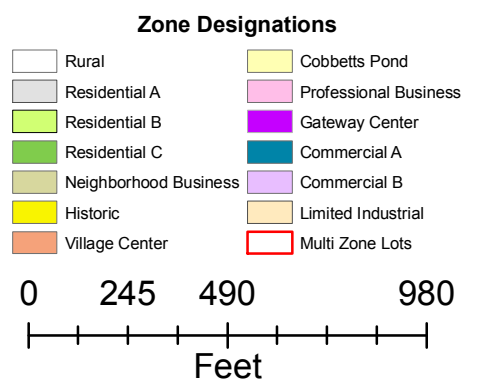 Zone Designations
Rural
Residential A
Residential B
Residential C
Neighborhood Business
Historic
Village Center
Cobbetts Pond
Professional Business
Gateway Center
Commercial A
Commercial B
Limited Industrial
Multi Zone Lots
0 245 490 980
Feet